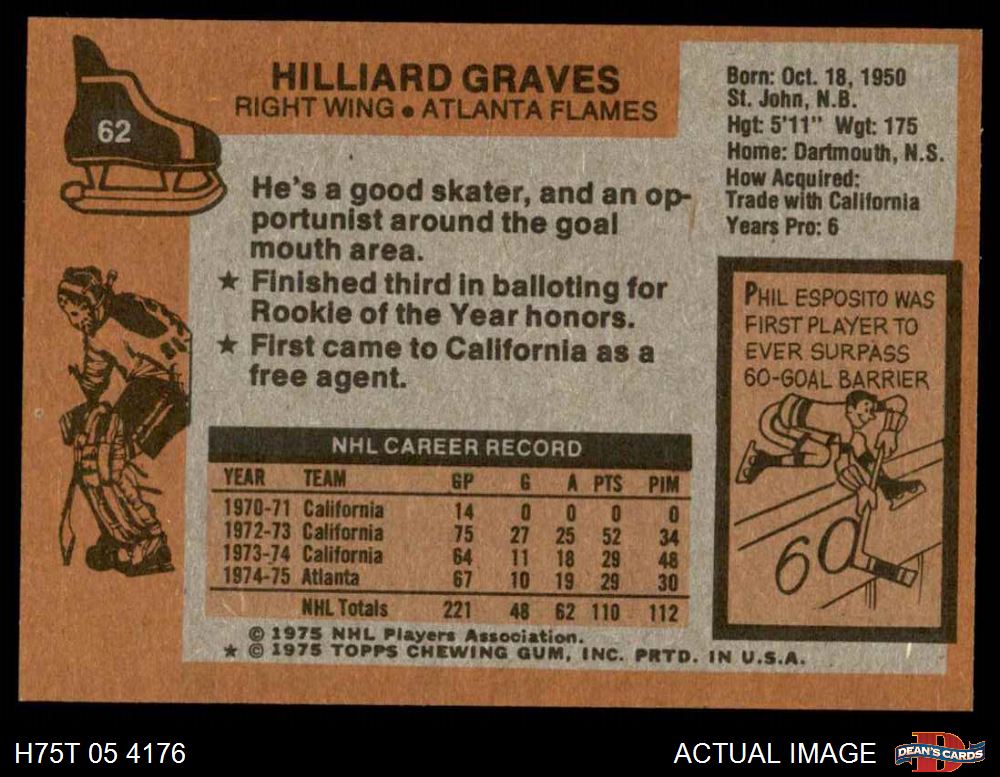 62
HILLIARD GRAVES
RIGHT WING • ATLANTA FLAMES
Born: Oct. 18, 1950
St. John, N.B.
Hgt: 5'11" Wgt: 175
Home: Dartmouth, N.S.
How Acquired:
Trade with California
Years Pro: 6
He's a good skater, and an op-
portunist around the goal
mouth area.
★ Finished third in balloting for
Rookie of the Year honors.
★ First came to California as a
free agent.
PHIL ESPOSITO WAS
FIRST PLAYER TO
EVER SURPASS
60-GOAL BARRIER
60
NHL CAREER RECORD
YEAR TEAM GP G A PTS PIM
1970-71 California 14 0 0 0 0
1972-73 California 75 27 25 52 34
1973-74 California 64 11 18 29 48
1974-75 Atlanta 67 10 19 29 30
NHL Totals 221 48 62 110 112
© 1975 NHL Players Association.
★ © 1975 TOPPS CHEWING GUM, INC. PRTD. IN U.S.A.
H75T 05 4176
ACTUAL IMAGE
D
DEAN'S CARDS